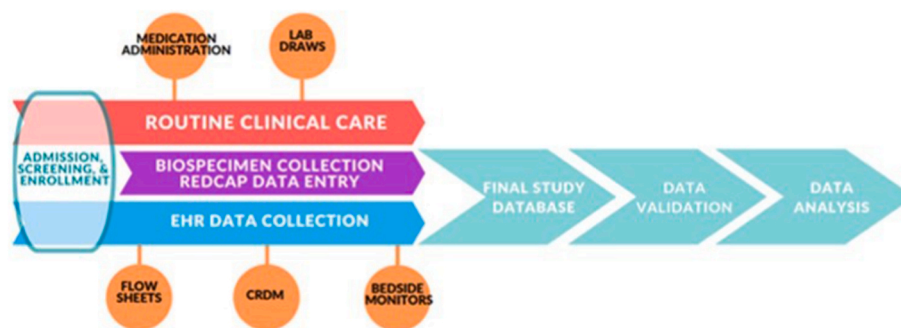 MEDICATION
ADMINISTRATION
LAB
DRAWS
ROUTINE CLINICAL CARE
ADMISSION,
SCREENING, &
ENROLLMENT
BIOSPECIMEN COLLECTION
REDCAP DATA ENTRY
EHR DATA COLLECTION
FINAL STUDY
DATABASE
DATA
VALIDATION
DATA
ANALYSIS
FLOW
SHEETS
CRDM
BEDSIDE
MONITORS